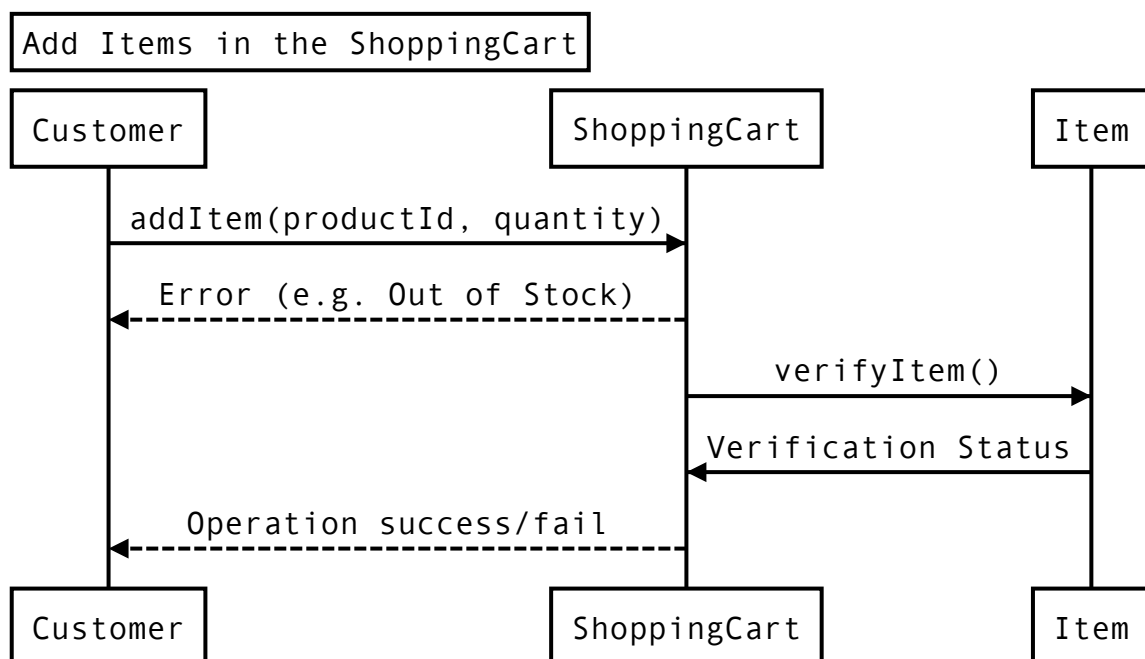 Add Items in the ShoppingCart
Customer
ShoppingCart
Item
addItem(productId, quantity)
Error (e.g. Out of Stock)
verifyItem()
Verification Status
Operation success/fail
Customer
ShoppingCart
Item